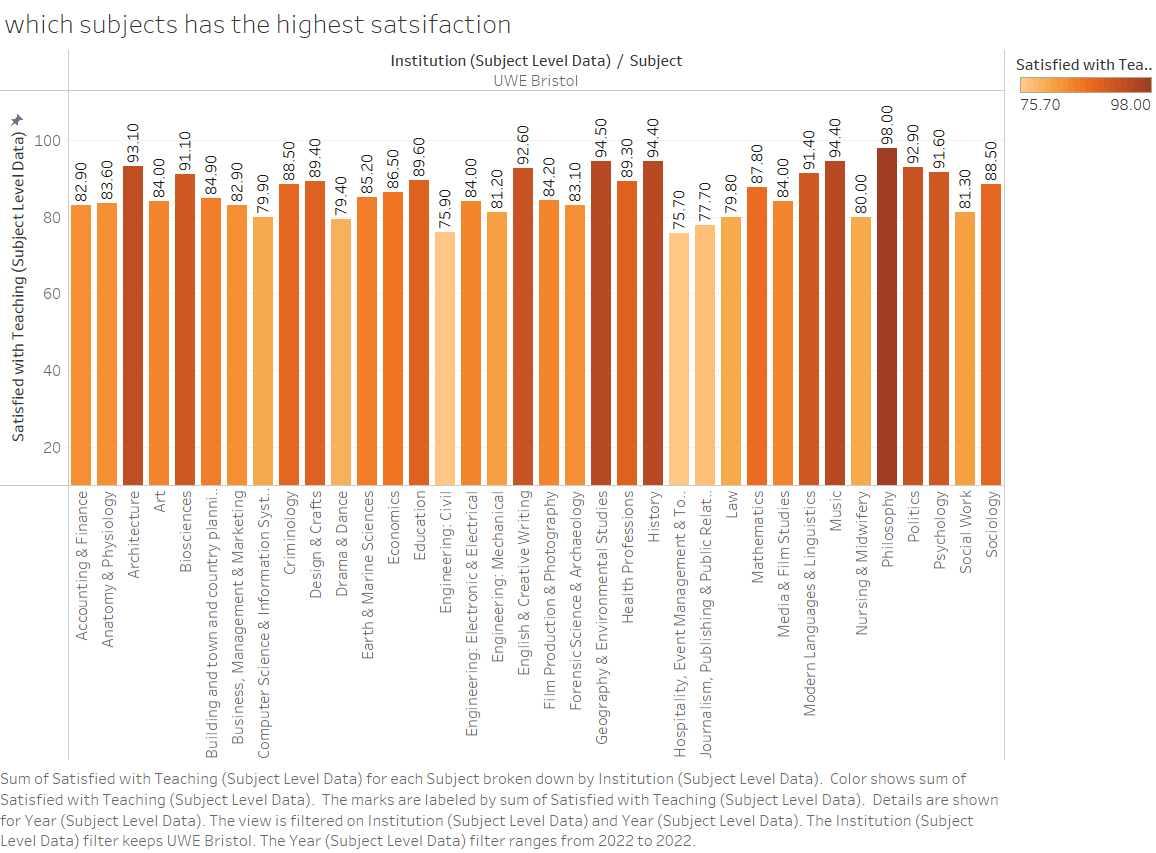 which subjects has the highest satsifaction
Institution (Subject Level Data) / Subject
UWE Bristol
Satisfied with Tea..
75.70 98.00
Satisfied with Teaching (Subject Level Data)
100
80
60
40
20
82.90
83.60
93.10
84.00
91.10
84.90
82.90
79.90
88.50
89.40
79.40
85.20
86.50
89.60
75.90
84.00
81.20
92.60
84.20
83.10
94.50
89.30
94.40
75.70
77.70
79.80
87.80
84.00
91.40
94.40
80.00
98.00
92.90
91.60
81.30
88.50
Accounting & Finance
Anatomy & Physiology
Architecture
Art
Biosciences
Building and town and country planni..
Business, Management & Marketing
Computer Science & Information Syst..
Criminology
Design & Crafts
Drama & Dance
Earth & Marine Sciences
Economics
Education
Engineering: Civil
Engineering: Electronic & Electrical
Engineering: Mechanical
English & Creative Writing
Film Production & Photography
Forensic Science & Archaeology
Geography & Environmental Studies
Health Professions
History
Hospitality, Event Management & To..
Journalism, Publishing & Public Relat..
Law
Mathematics
Media & Film Studies
Modern Languages & Linguistics
Music
Nursing & Midwifery
Philosophy
Politics
Psychology
Social Work
Sociology
Sum of Satisfied with Teaching (Subject Level Data) for each Subject broken down by Institution (Subject Level Data). Color shows sum of
Satisfied with Teaching (Subject Level Data). The marks are labeled by sum of Satisfied with Teaching (Subject Level Data). Details are shown
for Year (Subject Level Data). The view is filtered on Institution (Subject Level Data) and Year (Subject Level Data). The Institution (Subject
Level Data) filter keeps UWE Bristol. The Year (Subject Level Data) filter ranges from 2022 to 2022.